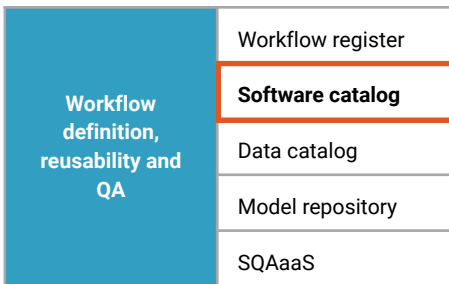 Workflow
definition,
reusability and
QA
Workflow register
Software catalog
Data catalog
Model repository
SQAaaS